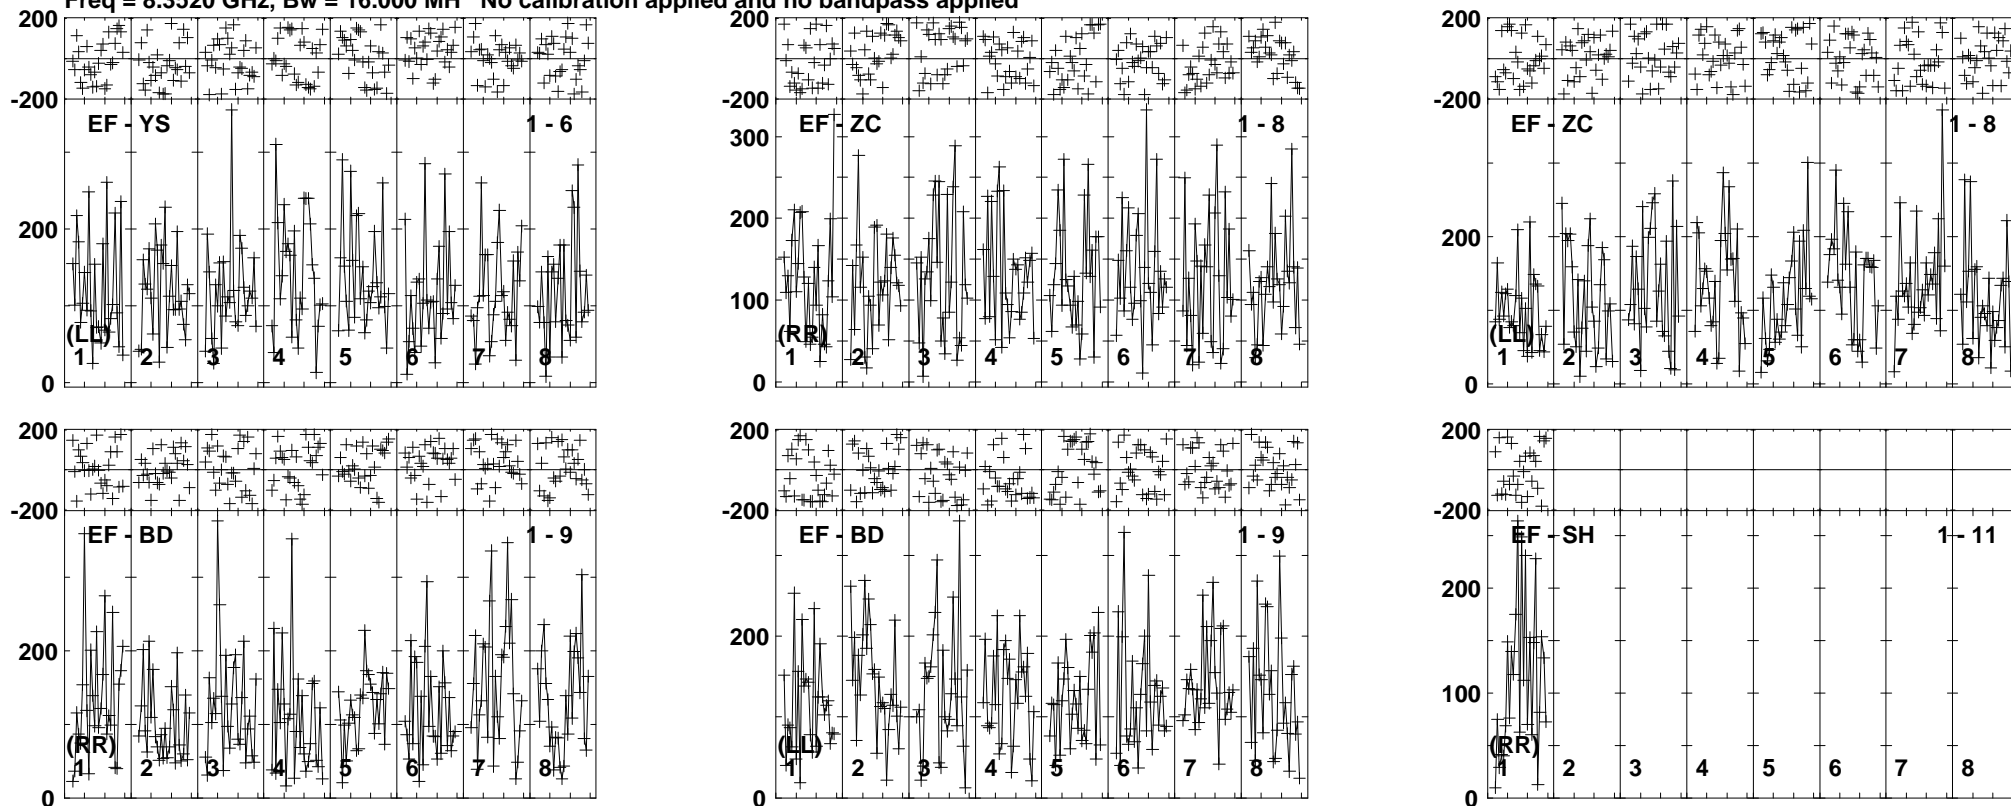 Freq = 8.3520 GHz, Bw = 16.000 MH No calibration applied and no bandpass applied
200
-200
EF - YS 1 - 6
200
(LL)
1 2 3 4 5 6 7 8
0
200
-200
EF - ZC 1 - 8
300
200
100
(RR)
1 2 3 4 5 6 7 8
0
200
-200
EF - ZC 1 - 8
200
(LL)
1 2 3 4 5 6 7 8
0
200
-200
EF - BD 1 - 9
200
(RR)
1 2 3 4 5 6 7 8
0
200
-200
EF - BD 1 - 9
200
(LL)
1 2 3 4 5 6 7 8
0
200
-200
EF - SH 1 - 11
200
100
(RR)
1 2 3 4 5 6 7 8
0